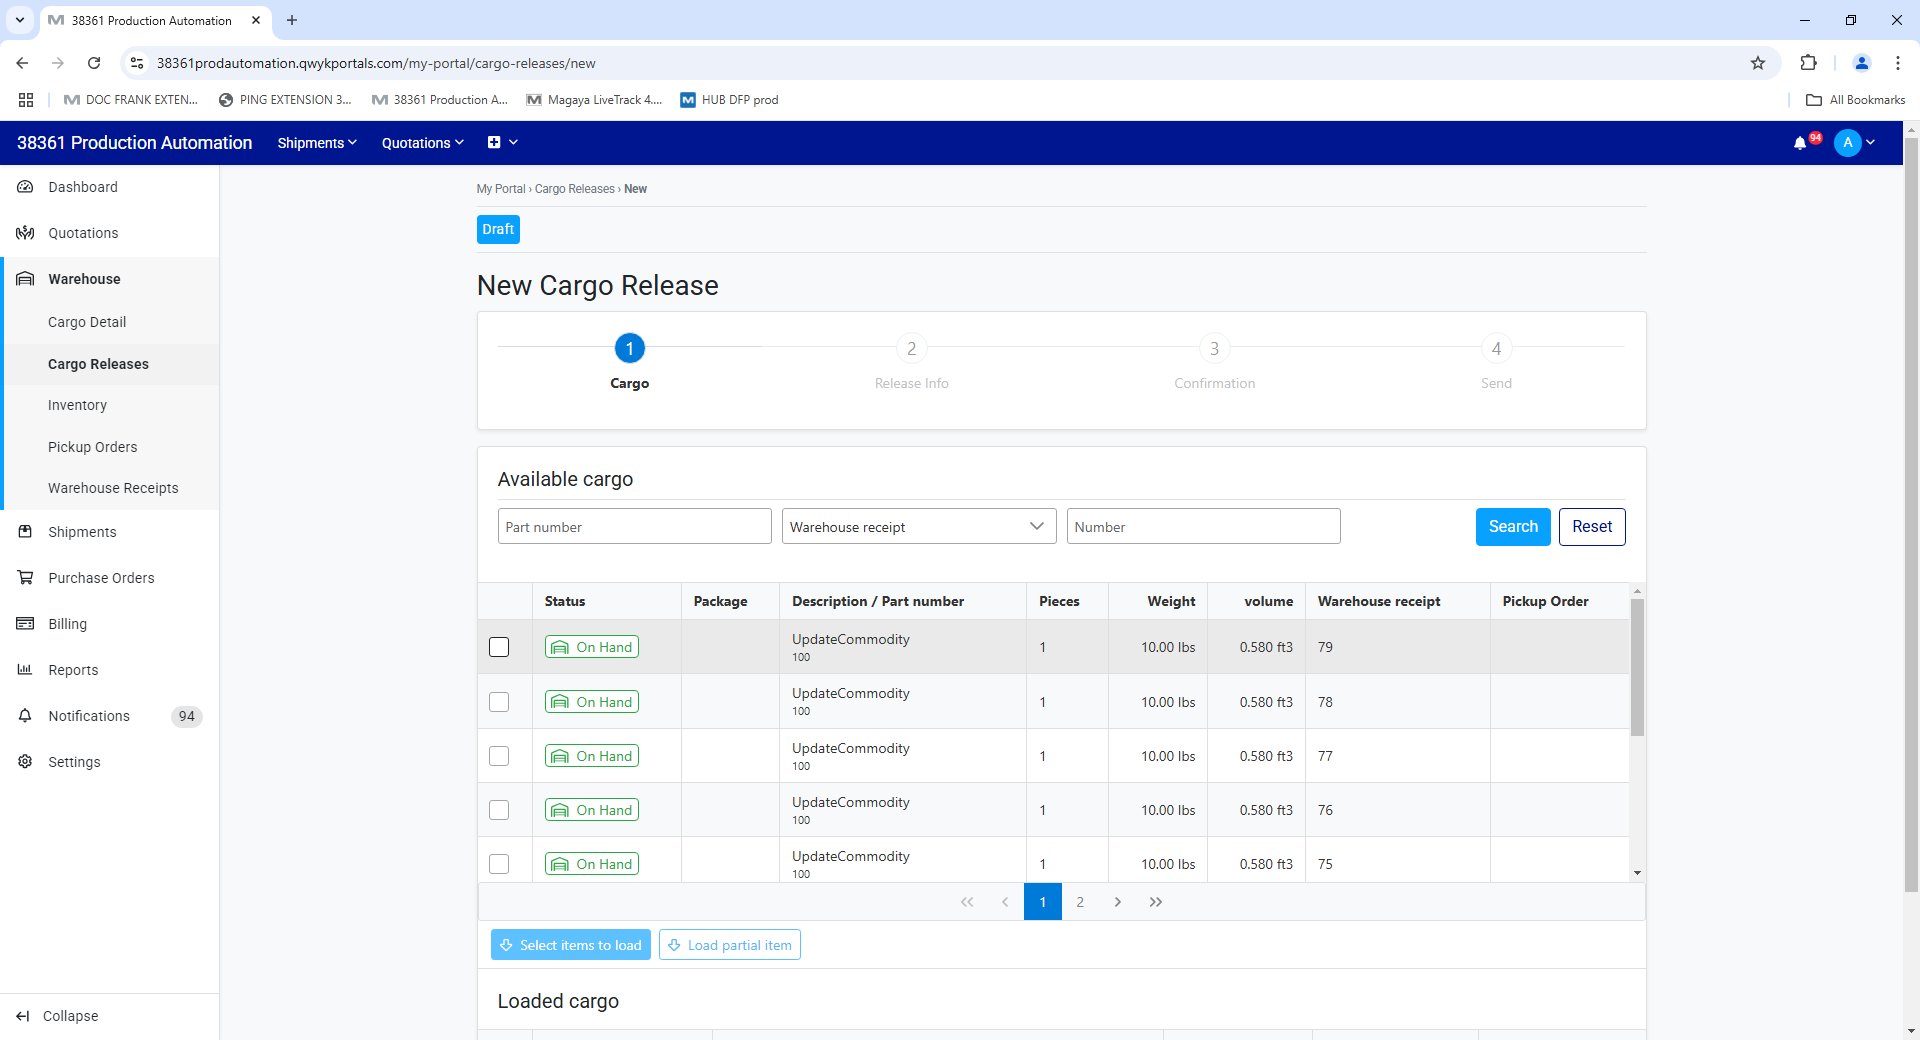 38361 Production Automation
38361prodautomation.qwykportals.com/my-portal/cargo-releases/new
DOC FRANK EXTEN...
PING EXTENSION 3...
38361 Production A...
Magaya LiveTrack 4....
HUB DFP prod
All Bookmarks
38361 Production Automation
Shipments
Quotations
94
A
Dashboard
Quotations
Warehouse
Cargo Detail
Cargo Releases
Inventory
Pickup Orders
Warehouse Receipts
Shipments
Purchase Orders
Billing
Reports
Notifications 94
Settings
Collapse
My Portal › Cargo Releases › New
Draft
New Cargo Release
1 2 3 4
Cargo Release Info Confirmation Send
Available cargo
Part number Warehouse receipt Number Search Reset
Status Package Description / Part number Pieces Weight volume Warehouse receipt Pickup Order
On Hand UpdateCommodity 1 10.00 lbs 0.580 ft3 79
100
On Hand UpdateCommodity 1 10.00 lbs 0.580 ft3 78
100
On Hand UpdateCommodity 1 10.00 lbs 0.580 ft3 77
100
On Hand UpdateCommodity 1 10.00 lbs 0.580 ft3 76
100
On Hand UpdateCommodity 1 10.00 lbs 0.580 ft3 75
100
1 2
Select items to load Load partial item
Loaded cargo